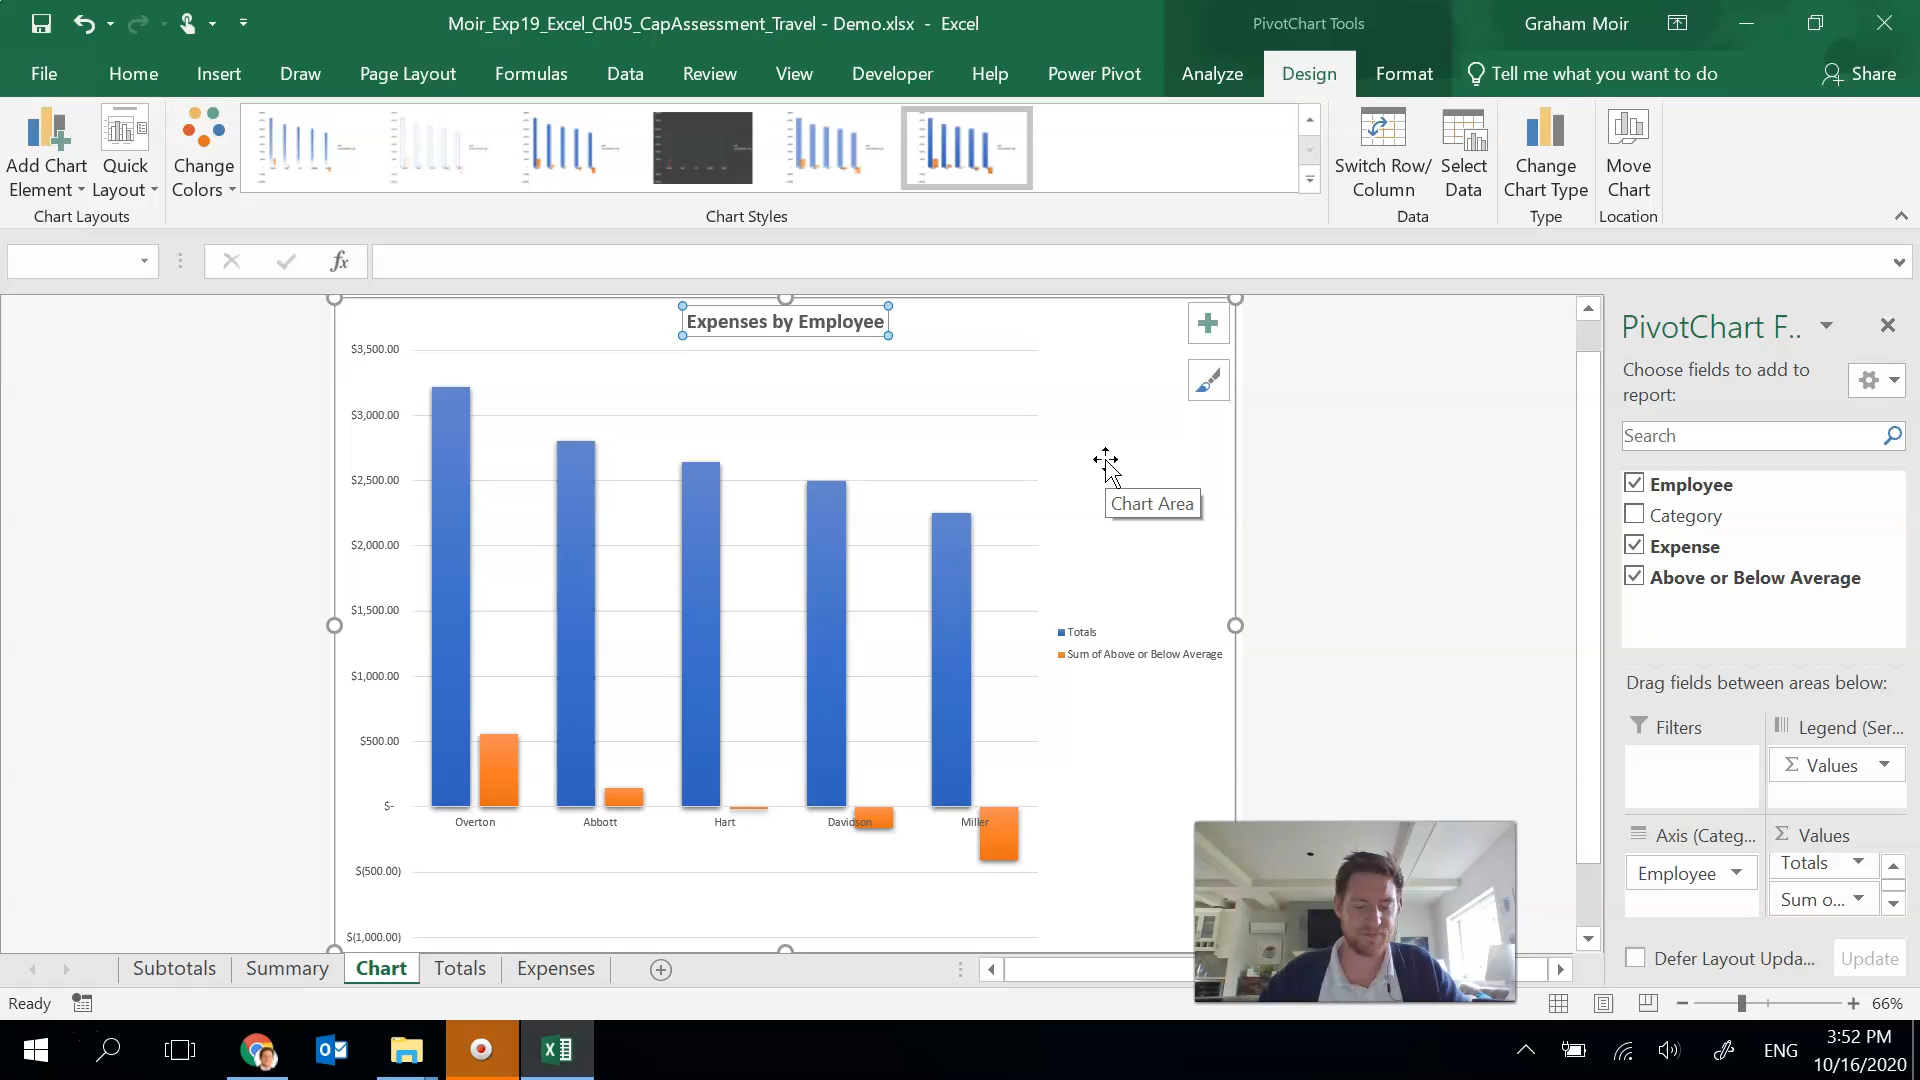 Moir_Exp19_Excel_Ch05_CapAssessment_Travel - Demo.xlsx - Excel
PivotChart Tools
Graham Moir
File
Home
Insert
Draw
Page Layout
Formulas
Data
Review
View
Developer
Help
Power Pivot
Analyze
Design
Format
Tell me what you want to do
Share
Add Chart
Element
Quick
Layout
Change
Colors
Switch Row/
Column
Select
Data
Change
Chart Type
Move
Chart
Chart Layouts
Chart Styles
Data
Type
Location
fx
Expenses by Employee
$3,500.00
$3,000.00
$2,500.00
$2,000.00
$1,500.00
$1,000.00
$500.00
$-
$(500.00)
$(1,000.00)
Overton
Abbott
Hart
Davidson
Miller
Chart Area
Totals
Sum of Above or Below Average
PivotChart F..
Choose fields to add to
report:
Search
Employee
Category
Expense
Above or Below Average
Drag fields between areas below:
Filters
Legend (Ser...
Σ Values
Axis (Categ...
Σ Values
Employee
Totals
Sum o...
Defer Layout Upda...
Update
Subtotals
Summary
Chart
Totals
Expenses
Ready
66%
ENG
3:52 PM
10/16/2020